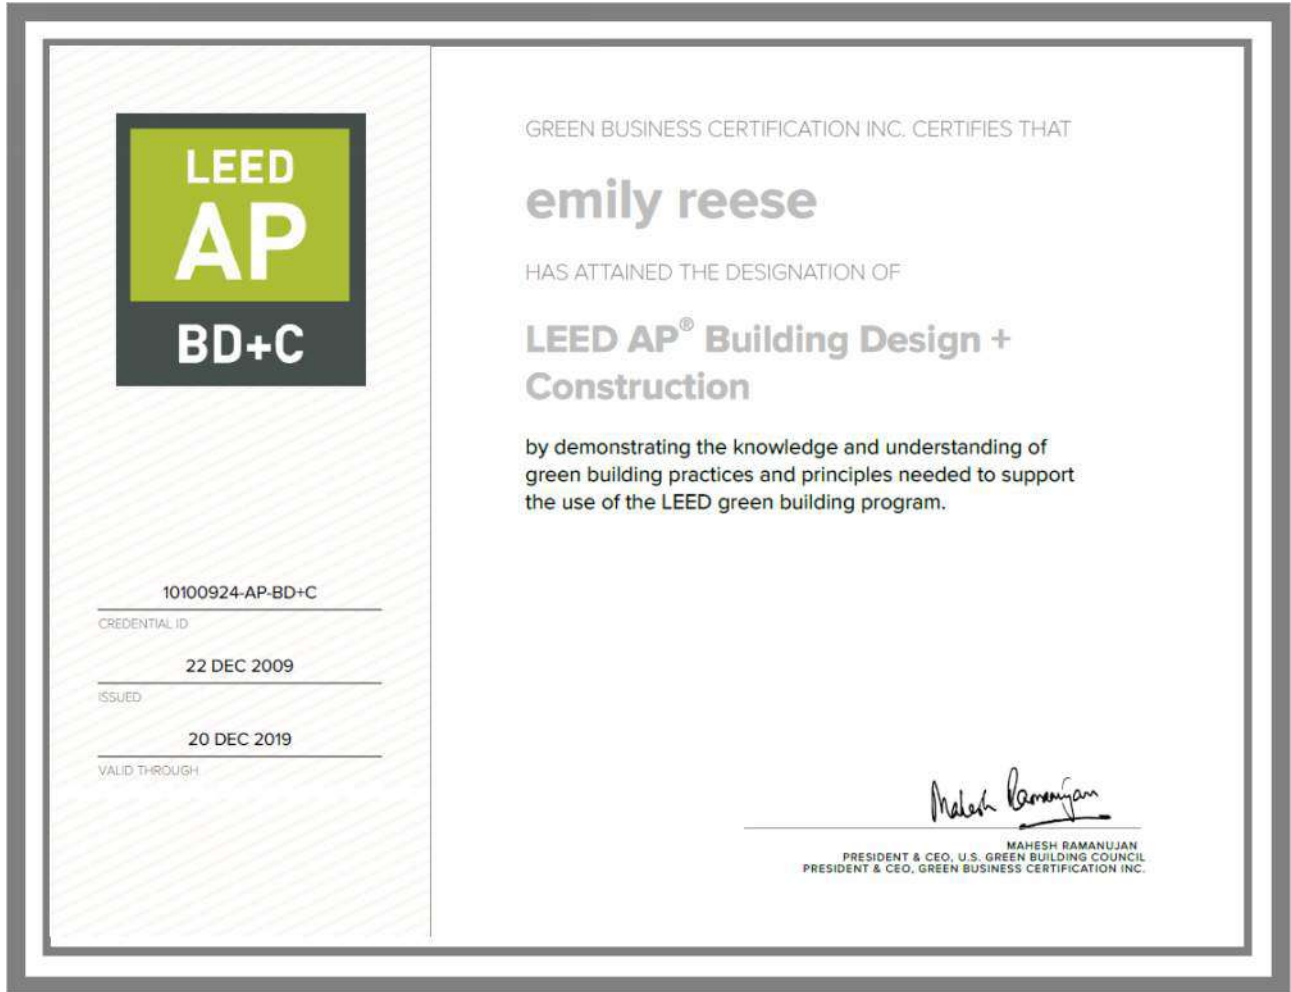 LEED
AP
BD+C
10100924-AP-BD+C
CREDENTIAL ID
22 DEC 2009
ISSUED
20 DEC 2019
VALID THROUGH
GREEN BUSINESS CERTIFICATION INC. CERTIFIES THAT
emily reese
HAS ATTAINED THE DESIGNATION OF
LEED AP® Building Design +
Construction
by demonstrating the knowledge and understanding of
green building practices and principles needed to support
the use of the LEED green building program.
Mahesh Ramanujan
MAHESH RAMANUJAN
PRESIDENT & CEO, U.S. GREEN BUILDING COUNCIL
PRESIDENT & CEO, GREEN BUSINESS CERTIFICATION INC.